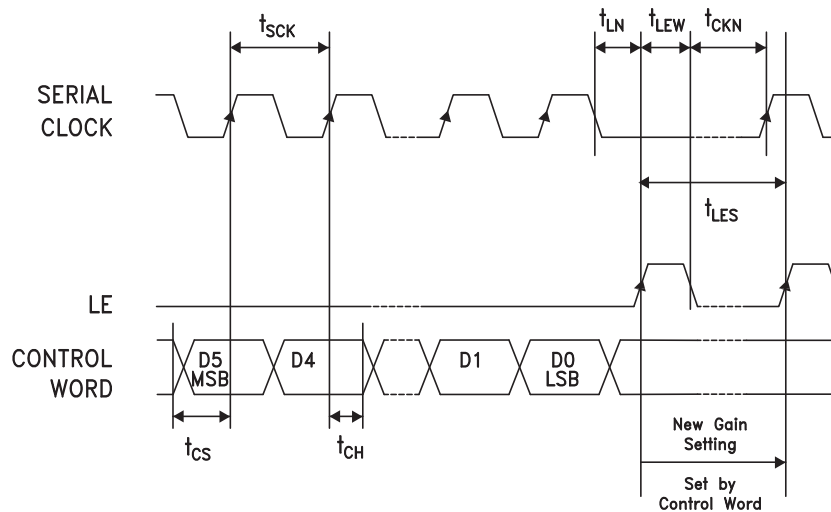 tSCK
tLN
tLEW
tCKN
SERIAL
CLOCK
tLES
LE
CONTROL
WORD
D5
MSB
D4
D1
D0
LSB
tCS
tCH
New Gain
Setting
Set by
Control Word